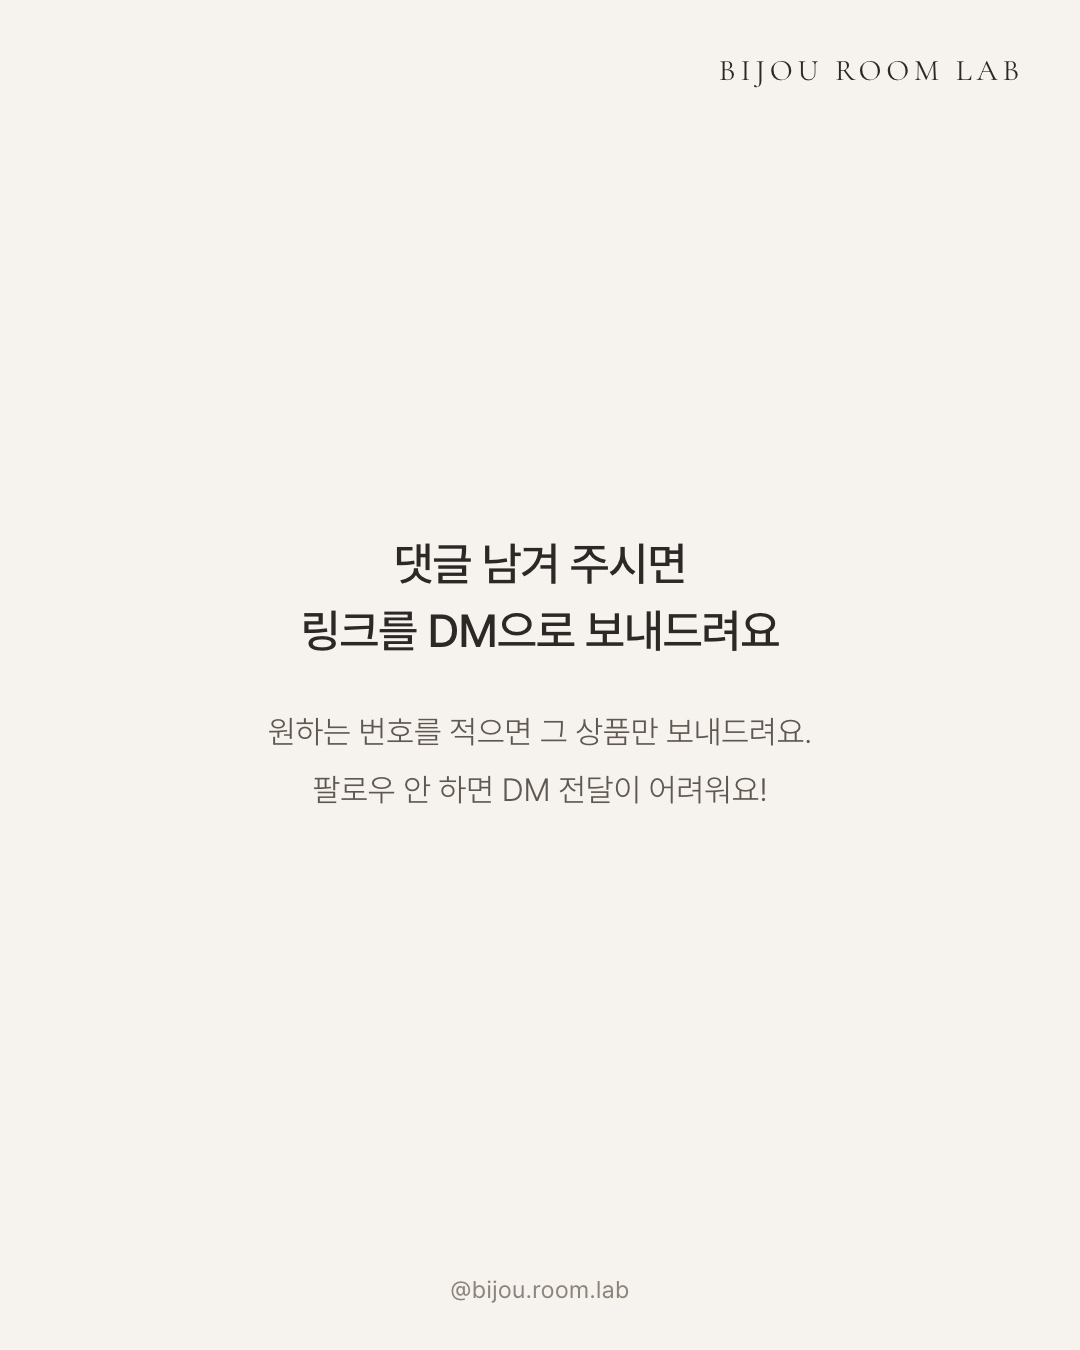 BIJOU ROOM LAB
댓글 남겨 주시면
링크를 DM으로 보내드려요
원하는 번호를 적으면 그 상품만 보내드려요.
팔로우 안 하면 DM 전달이 어려워요!
@bijou.room.lab